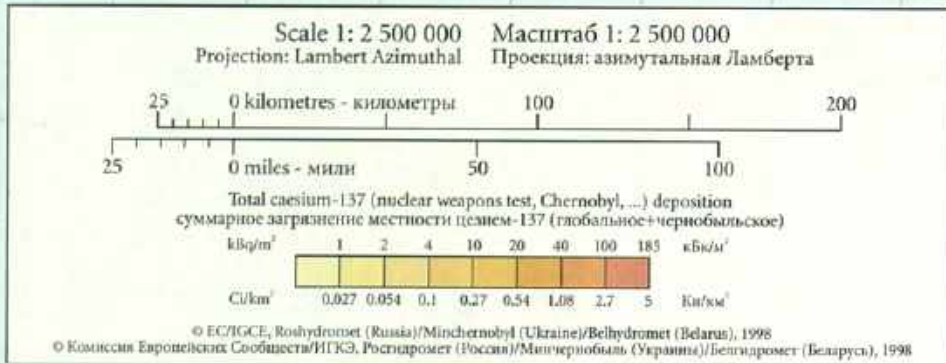 Scale 1: 2 500 000 Масштаб 1: 2 500 000
Projection: Lambert Azimuthal Проекция: азимутальная Ламберта
25 0 kilometres - километры 100 200
25 0 miles - мили 50 100
Total caesium-137 (nuclear weapons test, Chernobyl, ...) deposition
суммарное загрязнение местности цезием-137 (глобальное+чернобыльское)
kBq/m² 1 2 4 10 20 40 100 185 кБк/м²
Ci/km² 0.027 0.054 0.1 0.27 0.54 1.08 2.7 5 Ки/км²
© EC/IGCE, Roshydromet (Russia)/Minchernobyl (Ukraine)/Belhydromet (Belarus), 1998
© Комиссия Европейских Сообществ/ИГКЭ, Росгидромет (Россия)/Минчернобыль (Украины)/Белгидромет (Беларусь), 1998